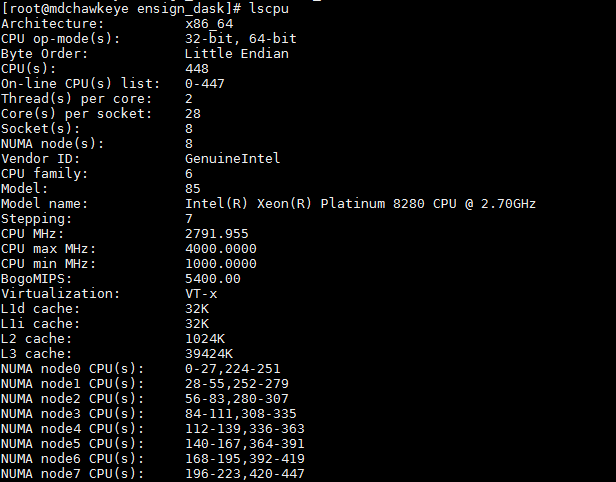 [root@mdchawkeye ensign_dask]# lscpu
Architecture: x86_64
CPU op-mode(s): 32-bit, 64-bit
Byte Order: Little Endian
CPU(s): 448
On-line CPU(s) list: 0-447
Thread(s) per core: 2
Core(s) per socket: 28
Socket(s): 8
NUMA node(s): 8
Vendor ID: GenuineIntel
CPU family: 6
Model: 85
Model name: Intel(R) Xeon(R) Platinum 8280 CPU @ 2.70GHz
Stepping: 7
CPU MHz: 2791.955
CPU max MHz: 4000.0000
CPU min MHz: 1000.0000
BogoMIPS: 5400.00
Virtualization: VT-x
L1d cache: 32K
L1i cache: 32K
L2 cache: 1024K
L3 cache: 39424K
NUMA node0 CPU(s): 0-27,224-251
NUMA node1 CPU(s): 28-55,252-279
NUMA node2 CPU(s): 56-83,280-307
NUMA node3 CPU(s): 84-111,308-335
NUMA node4 CPU(s): 112-139,336-363
NUMA node5 CPU(s): 140-167,364-391
NUMA node6 CPU(s): 168-195,392-419
NUMA node7 CPU(s): 196-223,420-447